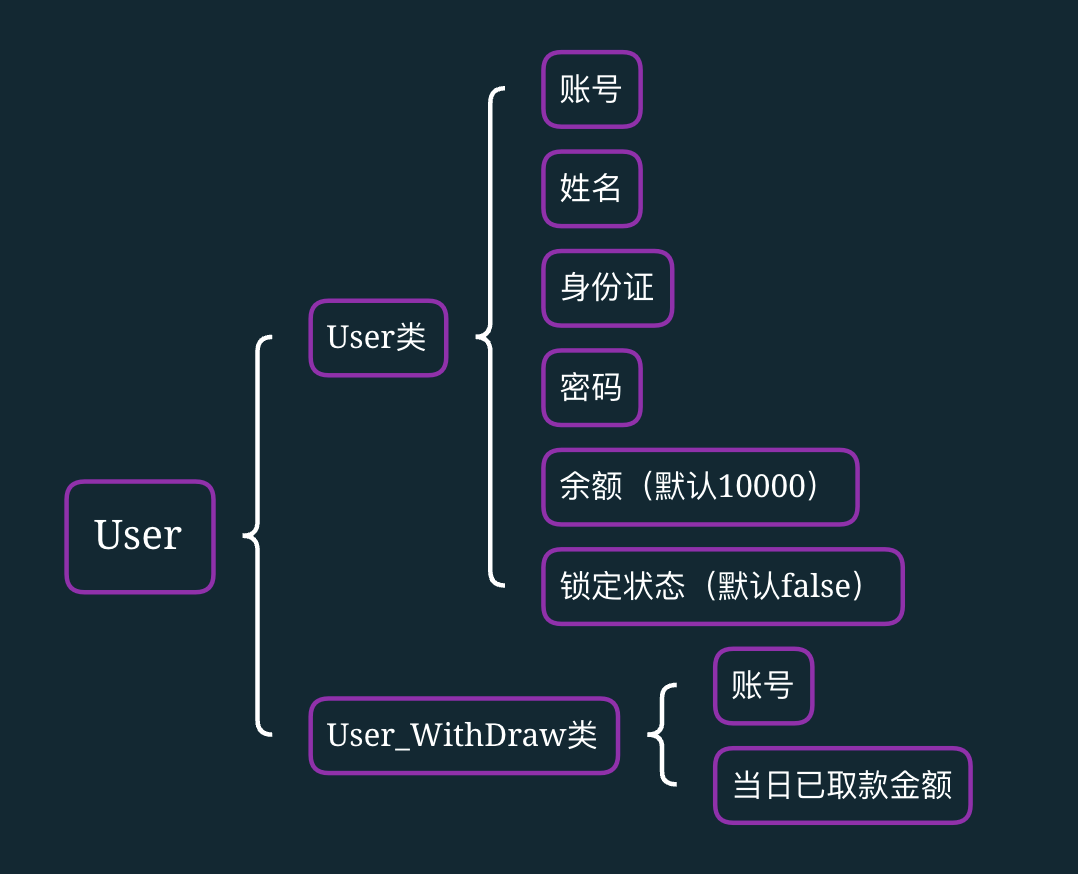 User
User类
账号
姓名
身份证
密码
余额（默认10000）
锁定状态（默认false）
User_WithDraw类
账号
当日已取款金额